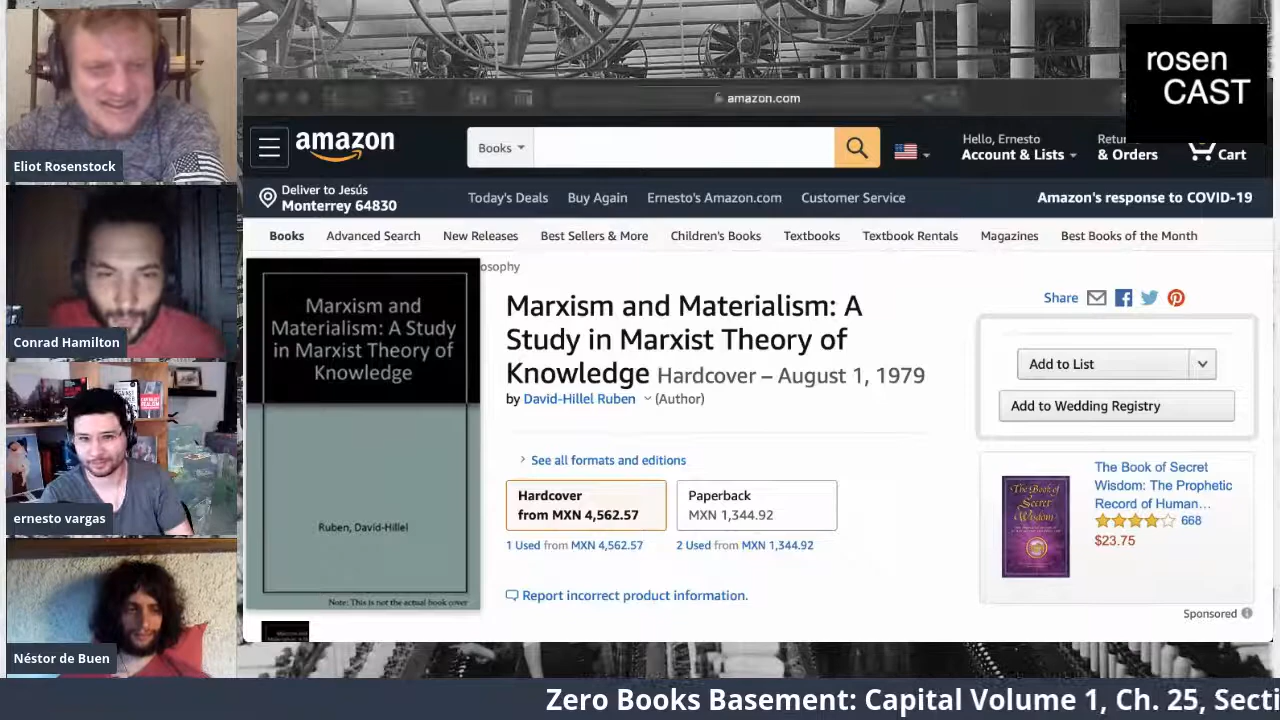 rosen
CAST
Eliot Rosenstock
Conrad Hamilton
ernesto vargas
Néstor de Buen
amazon.com
amazon
Books
Hello, Ernesto
Account & Lists
Retur
& Orders
Cart
Deliver to Jesús
Monterrey 64830
Today's Deals
Buy Again
Ernesto's Amazon.com
Customer Service
Amazon's response to COVID-19
Books
Advanced Search
New Releases
Best Sellers & More
Children's Books
Textbooks
Textbook Rentals
Magazines
Best Books of the Month
osophy
Marxism and
Materialism: A Study
in Marxist Theory of
Knowledge
Ruben, David-Hillel
Note: This is not the actual book cover
Marxism and Materialism: A
Study in Marxist Theory of
Knowledge Hardcover – August 1, 1979
by David-Hillel Ruben (Author)
See all formats and editions
Hardcover
from MXN 4,562.57
Paperback
MXN 1,344.92
1 Used from MXN 4,562.57
2 Used from MXN 1,344.92
Report incorrect product information.
Share
Add to List
Add to Wedding Registry
The Book of Secret
Wisdom
The Book of Secret
Wisdom: The Prophetic
Record of Human...
668
$23.75
Sponsored
Zero Books Basement: Capital Volume 1, Ch. 25, Secti